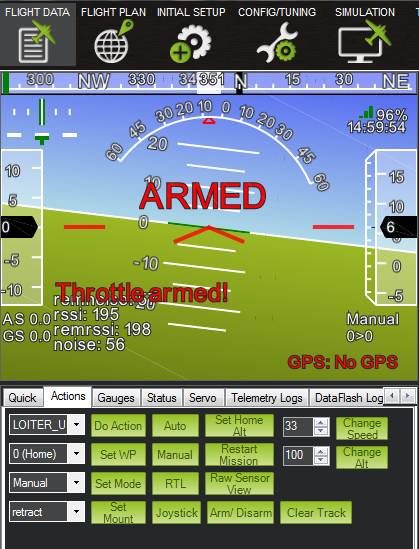 FLIGHT DATA FLIGHT PLAN INITIAL SETUP CONFIG/TUNING SIMULATION
300 NW 330 34 351 N 15 30 NE
60 45 30 20 10 0 10 20 30 45 60
96%
14:59:54
20
10 ARMED 15
10
5 10
0 0 6
-5 -10 0
-10 -5
Throttle armed!
rssi: 195
AS 0.0 remrssi: 198 Manual
GS 0.0 noise: 56 0>0
GPS: No GPS
Quick Actions Gauges Status Servo Telemetry Logs DataFlash Log
LOITER_U Do Action Auto Set Home Alt 33 Change Speed
0 (Home) Set WP Manual Restart Mission 100 Change Alt
Manual Set Mode RTL Raw Sensor View
retract Set Mount Joystick Arm/ Disarm Clear Track